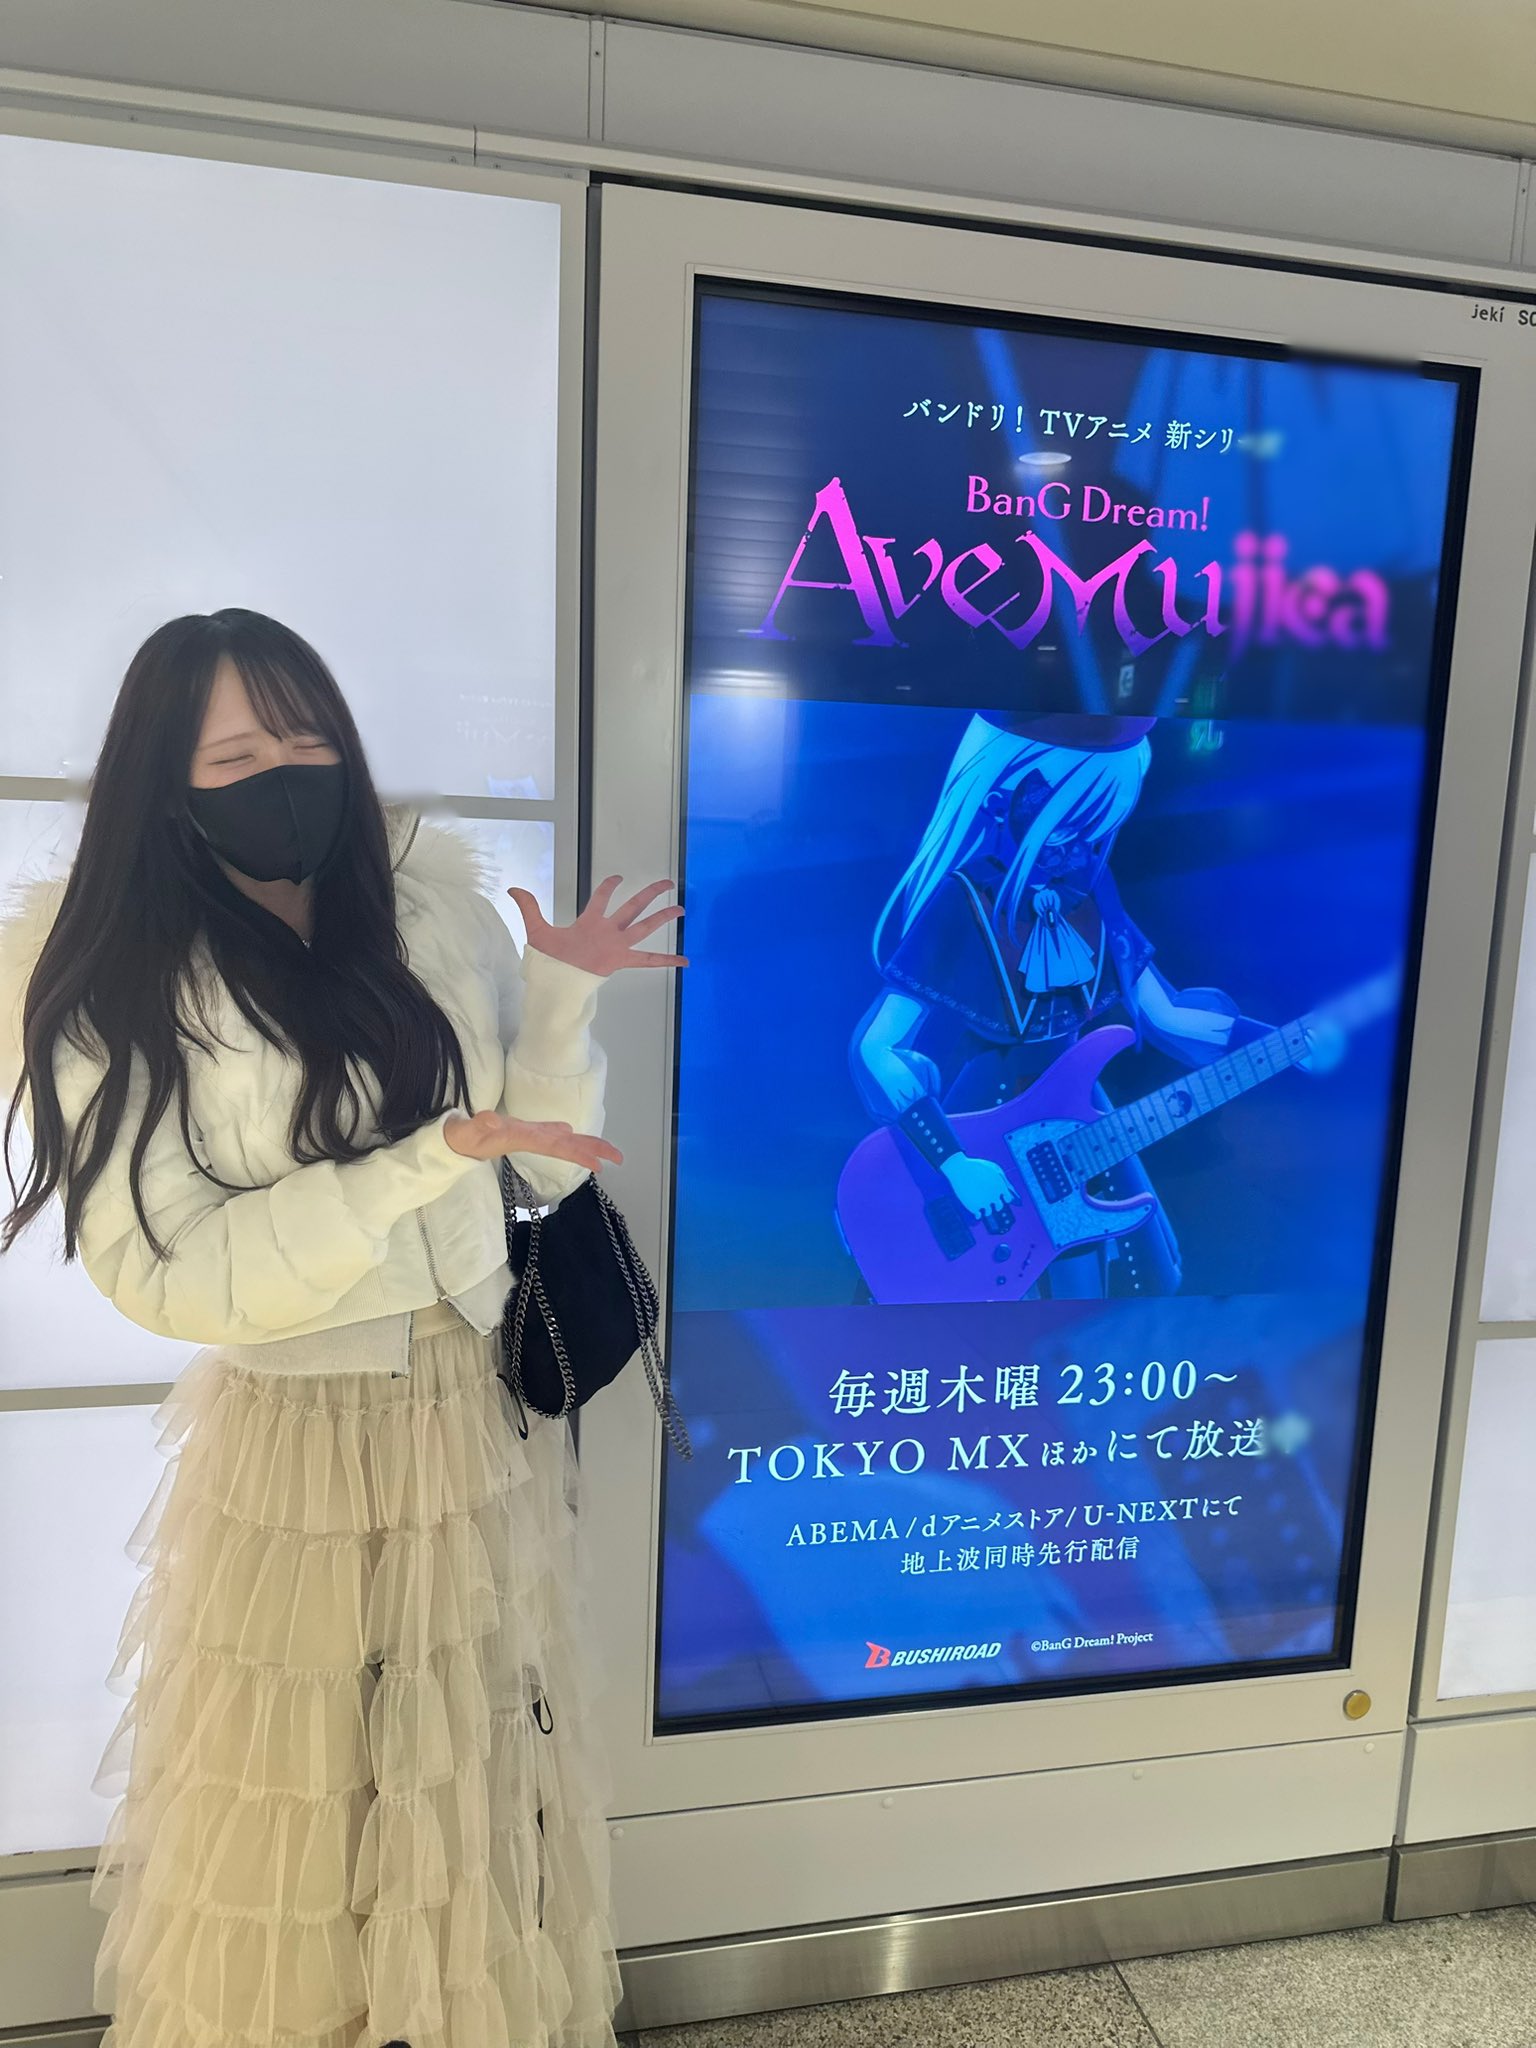 jeki
バンドリ! TVアニメ 新シリーズ
BanG Dream!
Ave Mujica
毎週木曜 23:00〜
TOKYO MX ほか にて放送中
ABEMA/dアニメストア/U-NEXTにて
地上波同時先行配信
BUSHIROAD ©BanG Dream! Project